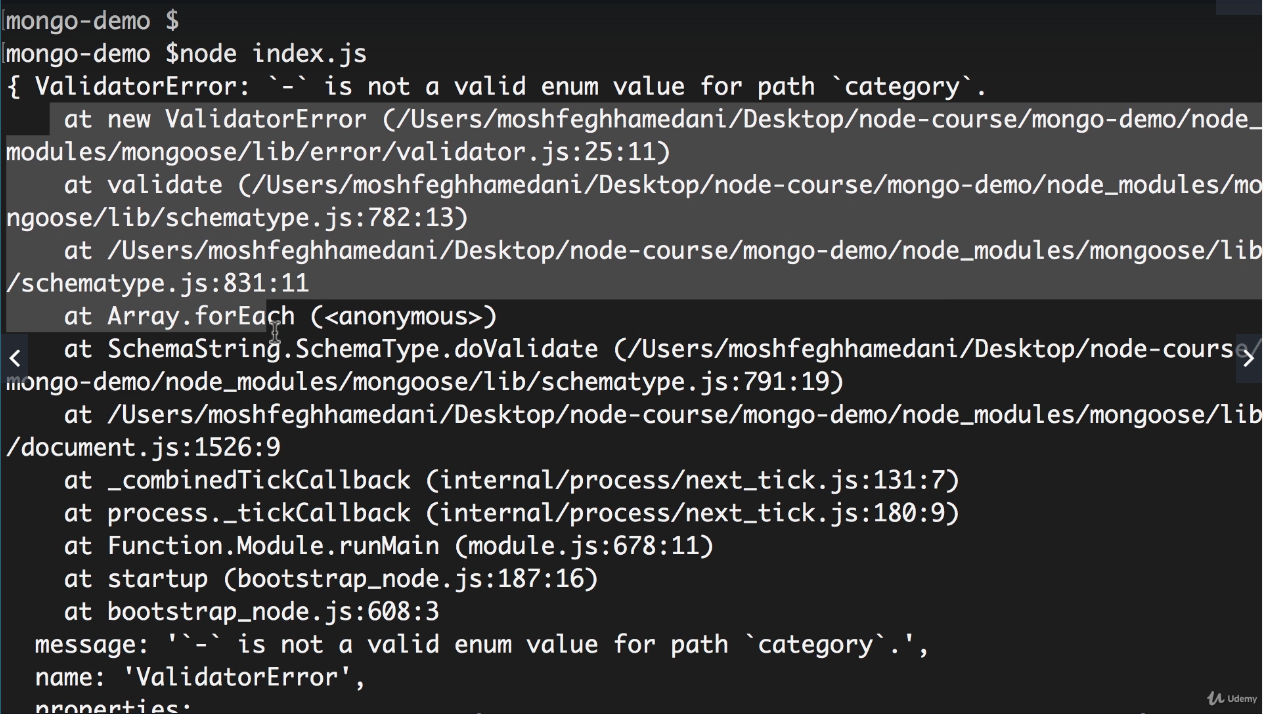 mongo-demo $
mongo-demo $node index.js
{ ValidatorError: `-` is not a valid enum value for path `category`.
    at new ValidatorError (/Users/moshfeghhamedani/Desktop/node-course/mongo-demo/node_
modules/mongoose/lib/error/validator.js:25:11)
    at validate (/Users/moshfeghhamedani/Desktop/node-course/mongo-demo/node_modules/mo
ngoose/lib/schematype.js:782:13)
    at /Users/moshfeghhamedani/Desktop/node-course/mongo-demo/node_modules/mongoose/lib
/schematype.js:831:11
    at Array.forEach (<anonymous>)
    at SchemaString.SchemaType.doValidate (/Users/moshfeghhamedani/Desktop/node-course/
mongo-demo/node_modules/mongoose/lib/schematype.js:791:19)
    at /Users/moshfeghhamedani/Desktop/node-course/mongo-demo/node_modules/mongoose/lib
/document.js:1526:9
    at _combinedTickCallback (internal/process/next_tick.js:131:7)
    at process._tickCallback (internal/process/next_tick.js:180:9)
    at Function.Module.runMain (module.js:678:11)
    at startup (bootstrap_node.js:187:16)
    at bootstrap_node.js:608:3
  message: '`-` is not a valid enum value for path `category`.',
  name: 'ValidatorError',
  properties:
Udemy